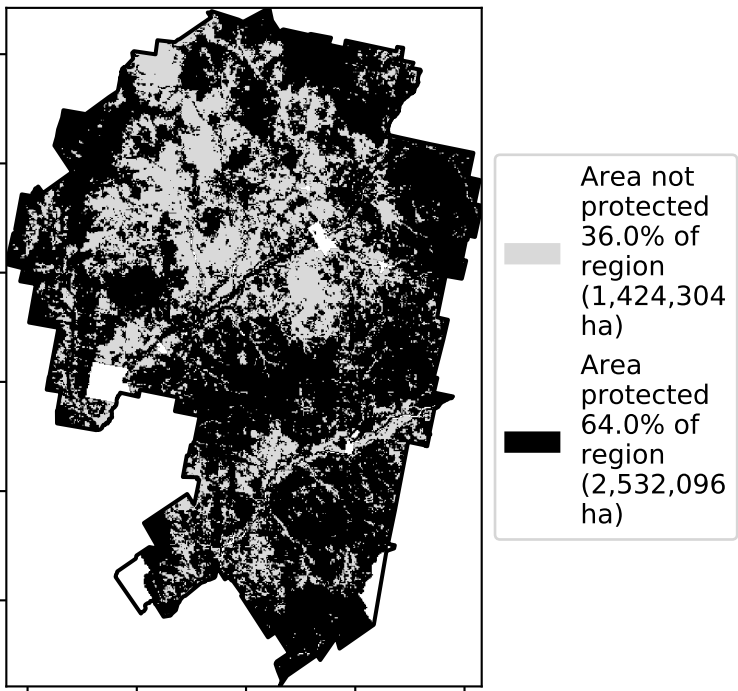 Area not
protected
36.0% of
region
(1,424,304
ha)
Area
protected
64.0% of
region
(2,532,096
ha)